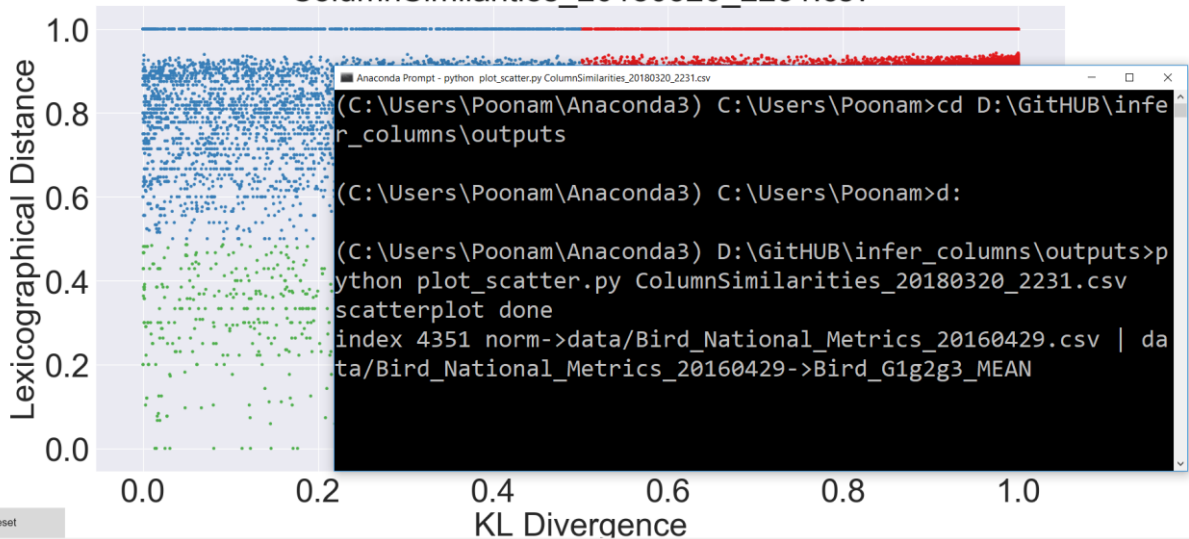 1.0
0.8
0.6
0.4
0.2
0.0
Lexicographical Distance
Anaconda Prompt - python plot_scatter.py ColumnSimilarities_20180320_2231.csv
(C:\Users\Poonam\Anaconda3) C:\Users\Poonam>cd D:\GitHUB\infe
r_columns\outputs
(C:\Users\Poonam\Anaconda3) C:\Users\Poonam>d:
(C:\Users\Poonam\Anaconda3) D:\GitHUB\infer_columns\outputs>p
ython plot_scatter.py ColumnSimilarities_20180320_2231.csv
scatterplot done
index 4351 norm->data/Bird_National_Metrics_20160429.csv | da
ta/Bird_National_Metrics_20160429->Bird_G1g2g3_MEAN
0.0 0.2 0.4 0.6 0.8 1.0
KL Divergence